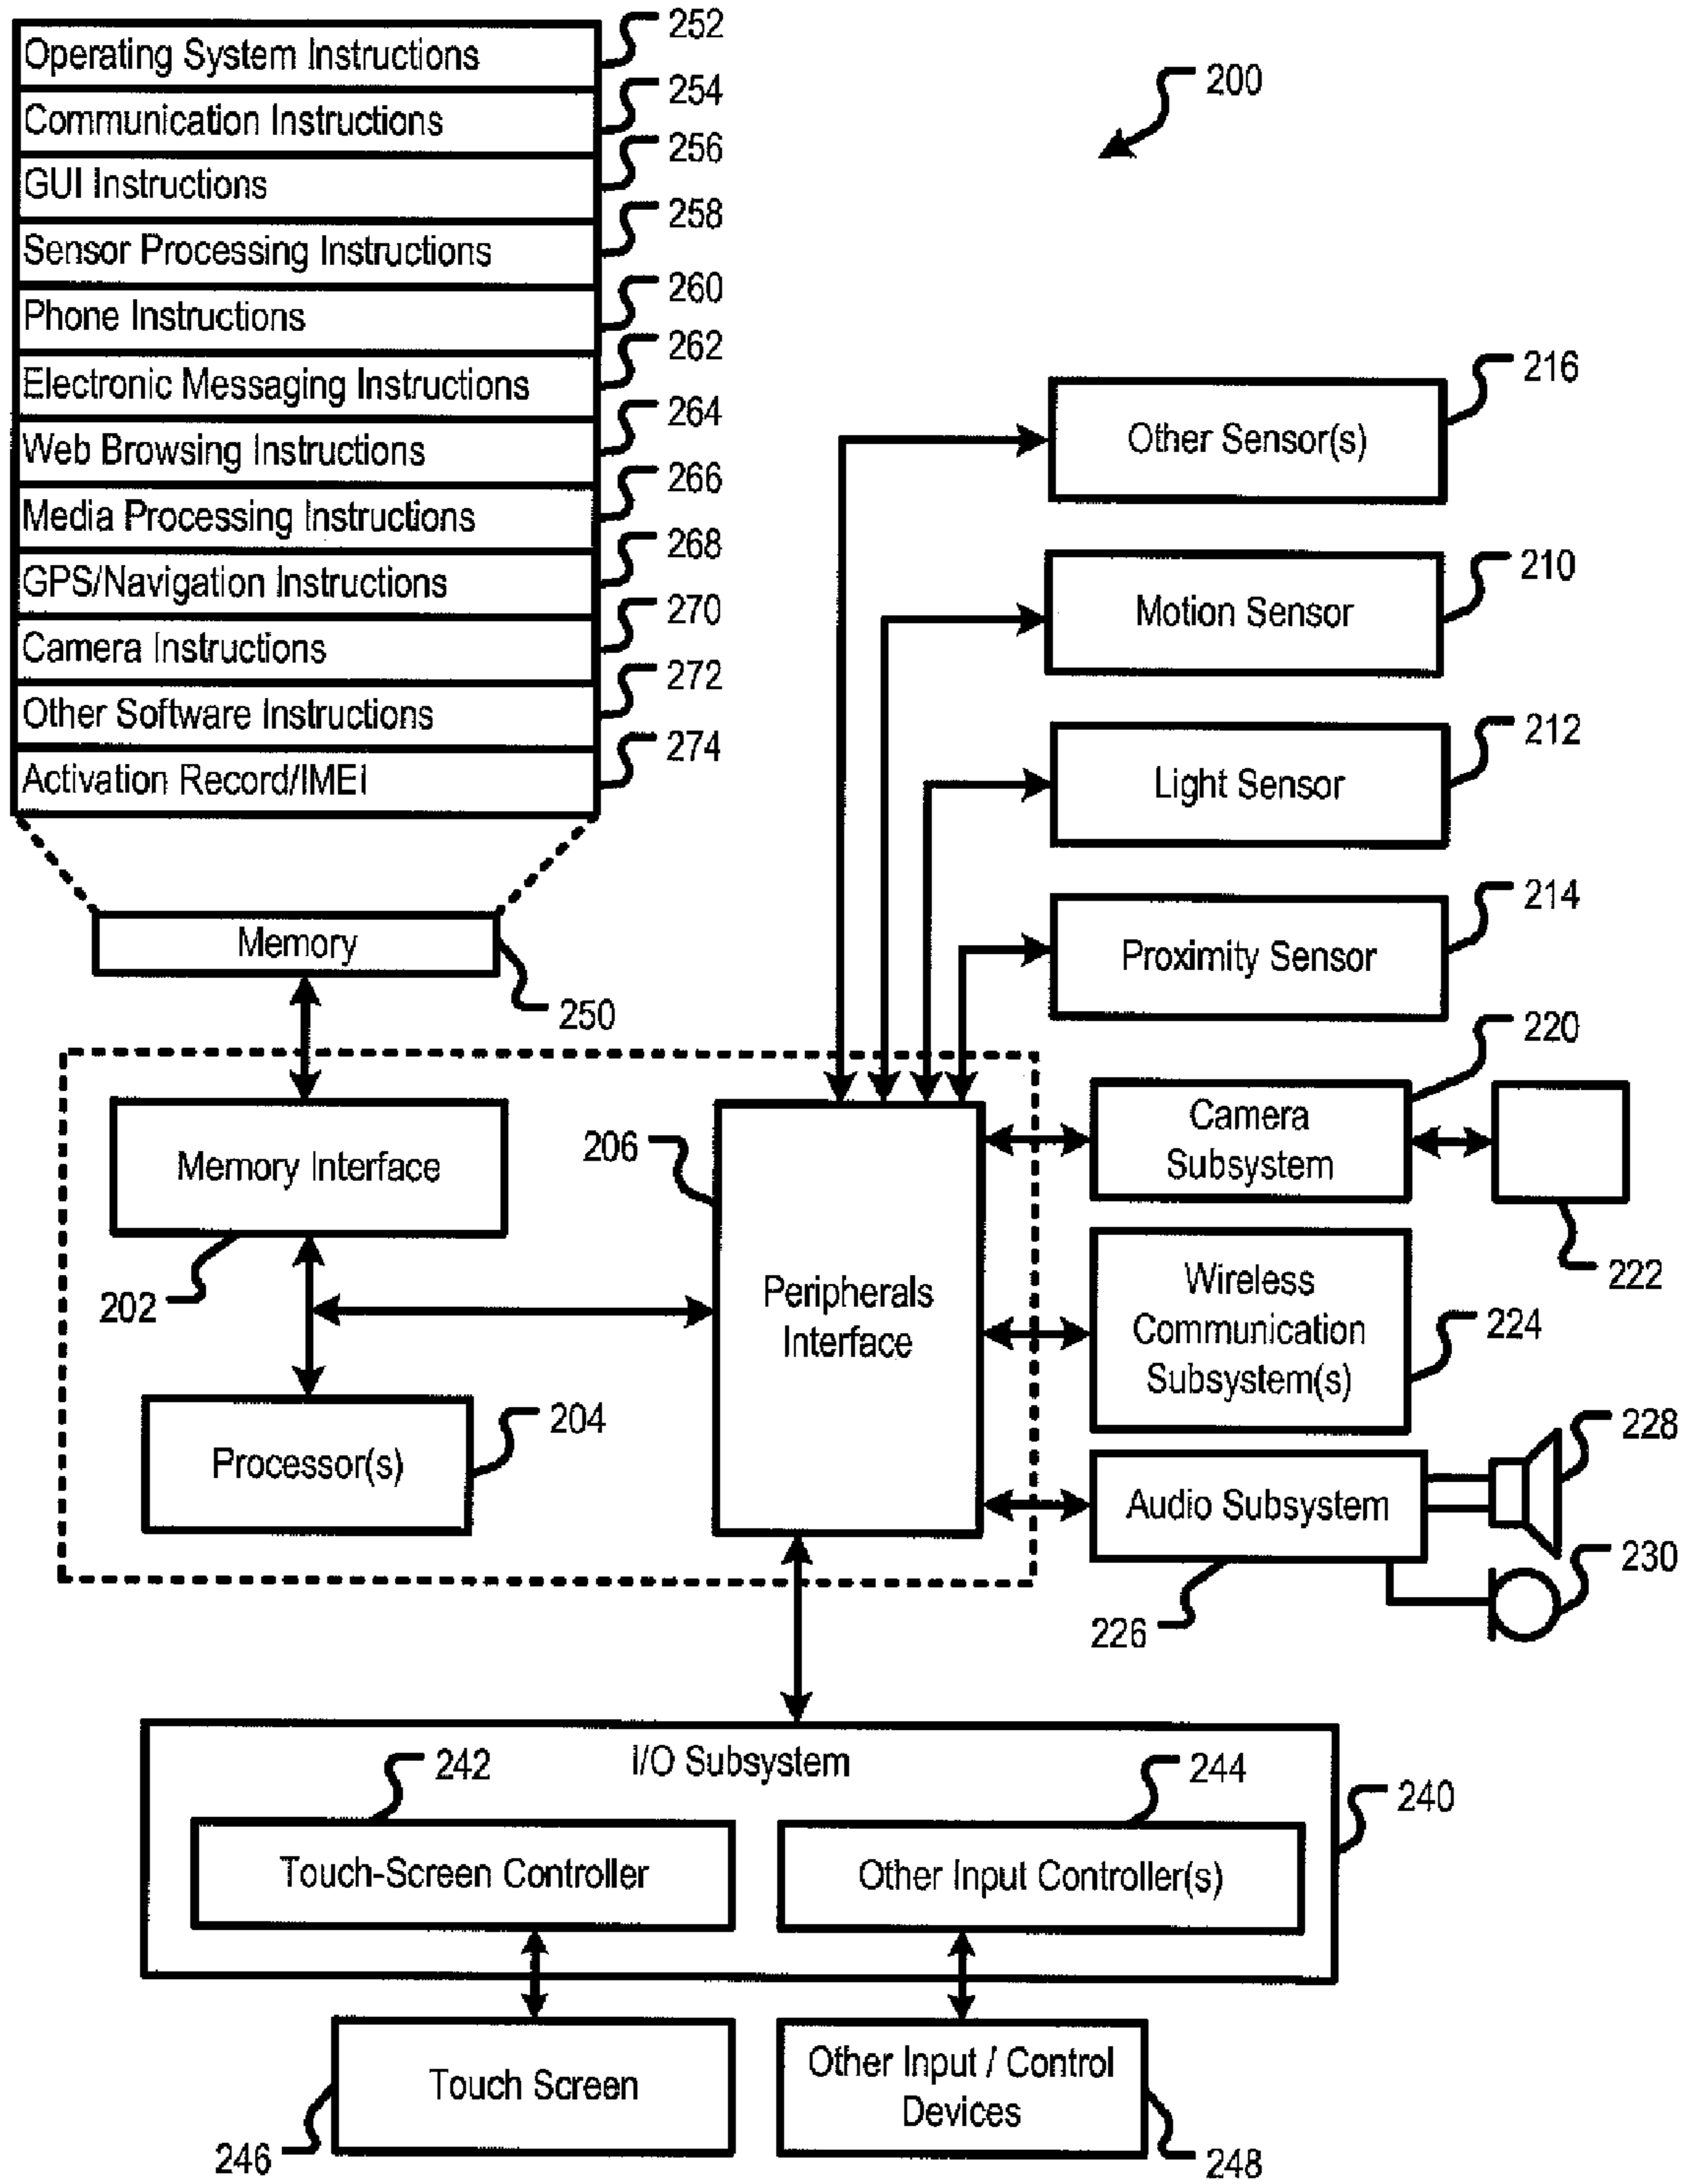 252
Operating System Instructions
254
Communication Instructions
256
GUI Instructions
258
Sensor Processing Instructions
260
Phone Instructions
262
Electronic Messaging Instructions
264
Web Browsing Instructions
266
Media Processing Instructions
268
GPS/Navigation Instructions
270
Camera Instructions
272
Other Software Instructions
274
Activation Record/IMEI
Memory
250
200
216
Other Sensor(s)
210
Motion Sensor
212
Light Sensor
214
Proximity Sensor
220
Camera
Subsystem
222
Memory Interface
202
206
Peripherals
Interface
Wireless
Communication
Subsystem(s)
224
Processor(s)
204
228
Audio Subsystem
230
226
I/O Subsystem
242
244
240
Touch-Screen Controller
Other Input Controller(s)
Touch Screen
246
Other Input / Control
Devices
248